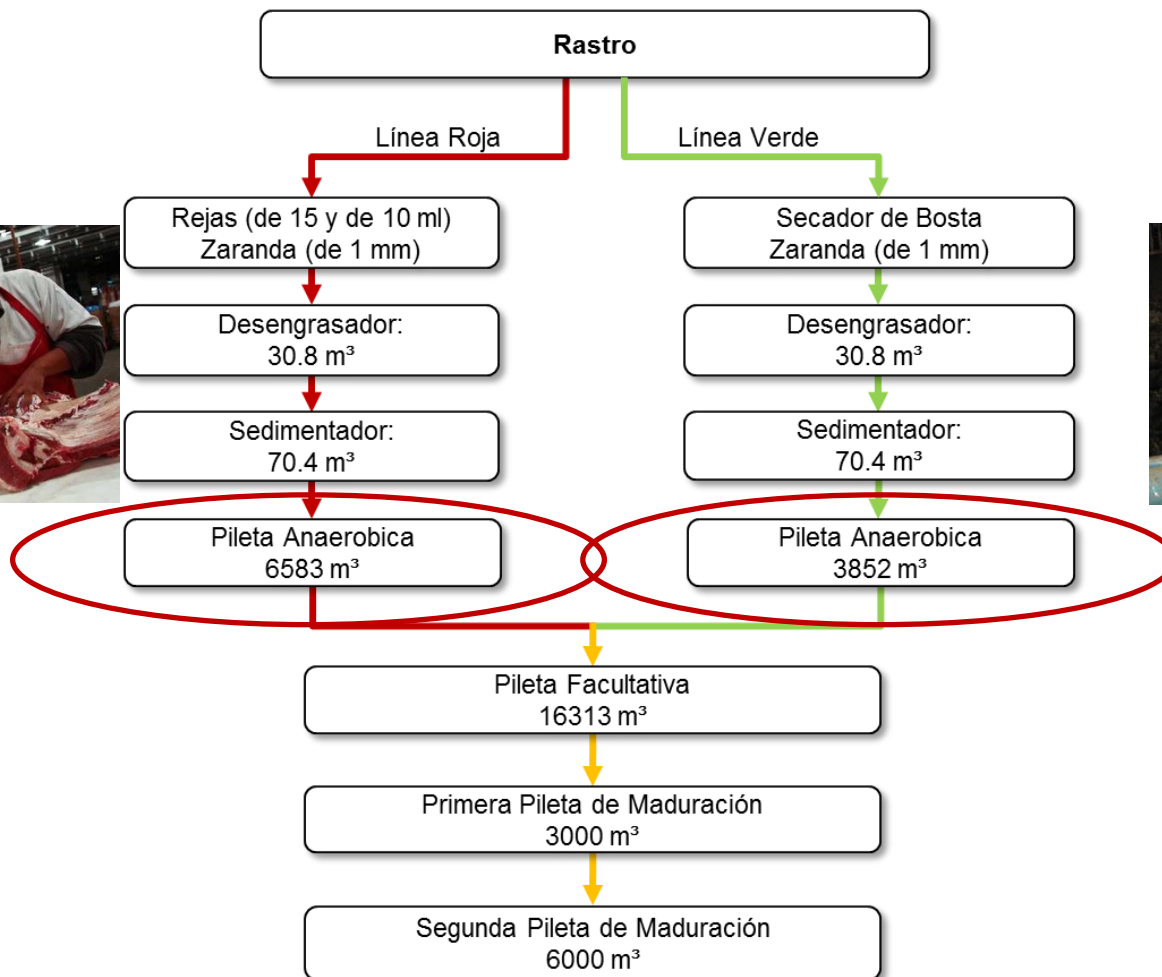 Rastro
Línea Roja
Línea Verde
Rejas (de 15 y de 10 ml)
Zaranda (de 1 mm)
Secador de Bosta
Zaranda (de 1 mm)
Desengrasador:
30.8 m³
Desengrasador:
30.8 m³
Sedimentador:
70.4 m³
Sedimentador:
70.4 m³
Pileta Anaerobica
6583 m³
Pileta Anaerobica
3852 m³
Pileta Facultativa
16313 m³
Primera Pileta de Maduración
3000 m³
Segunda Pileta de Maduración
6000 m³